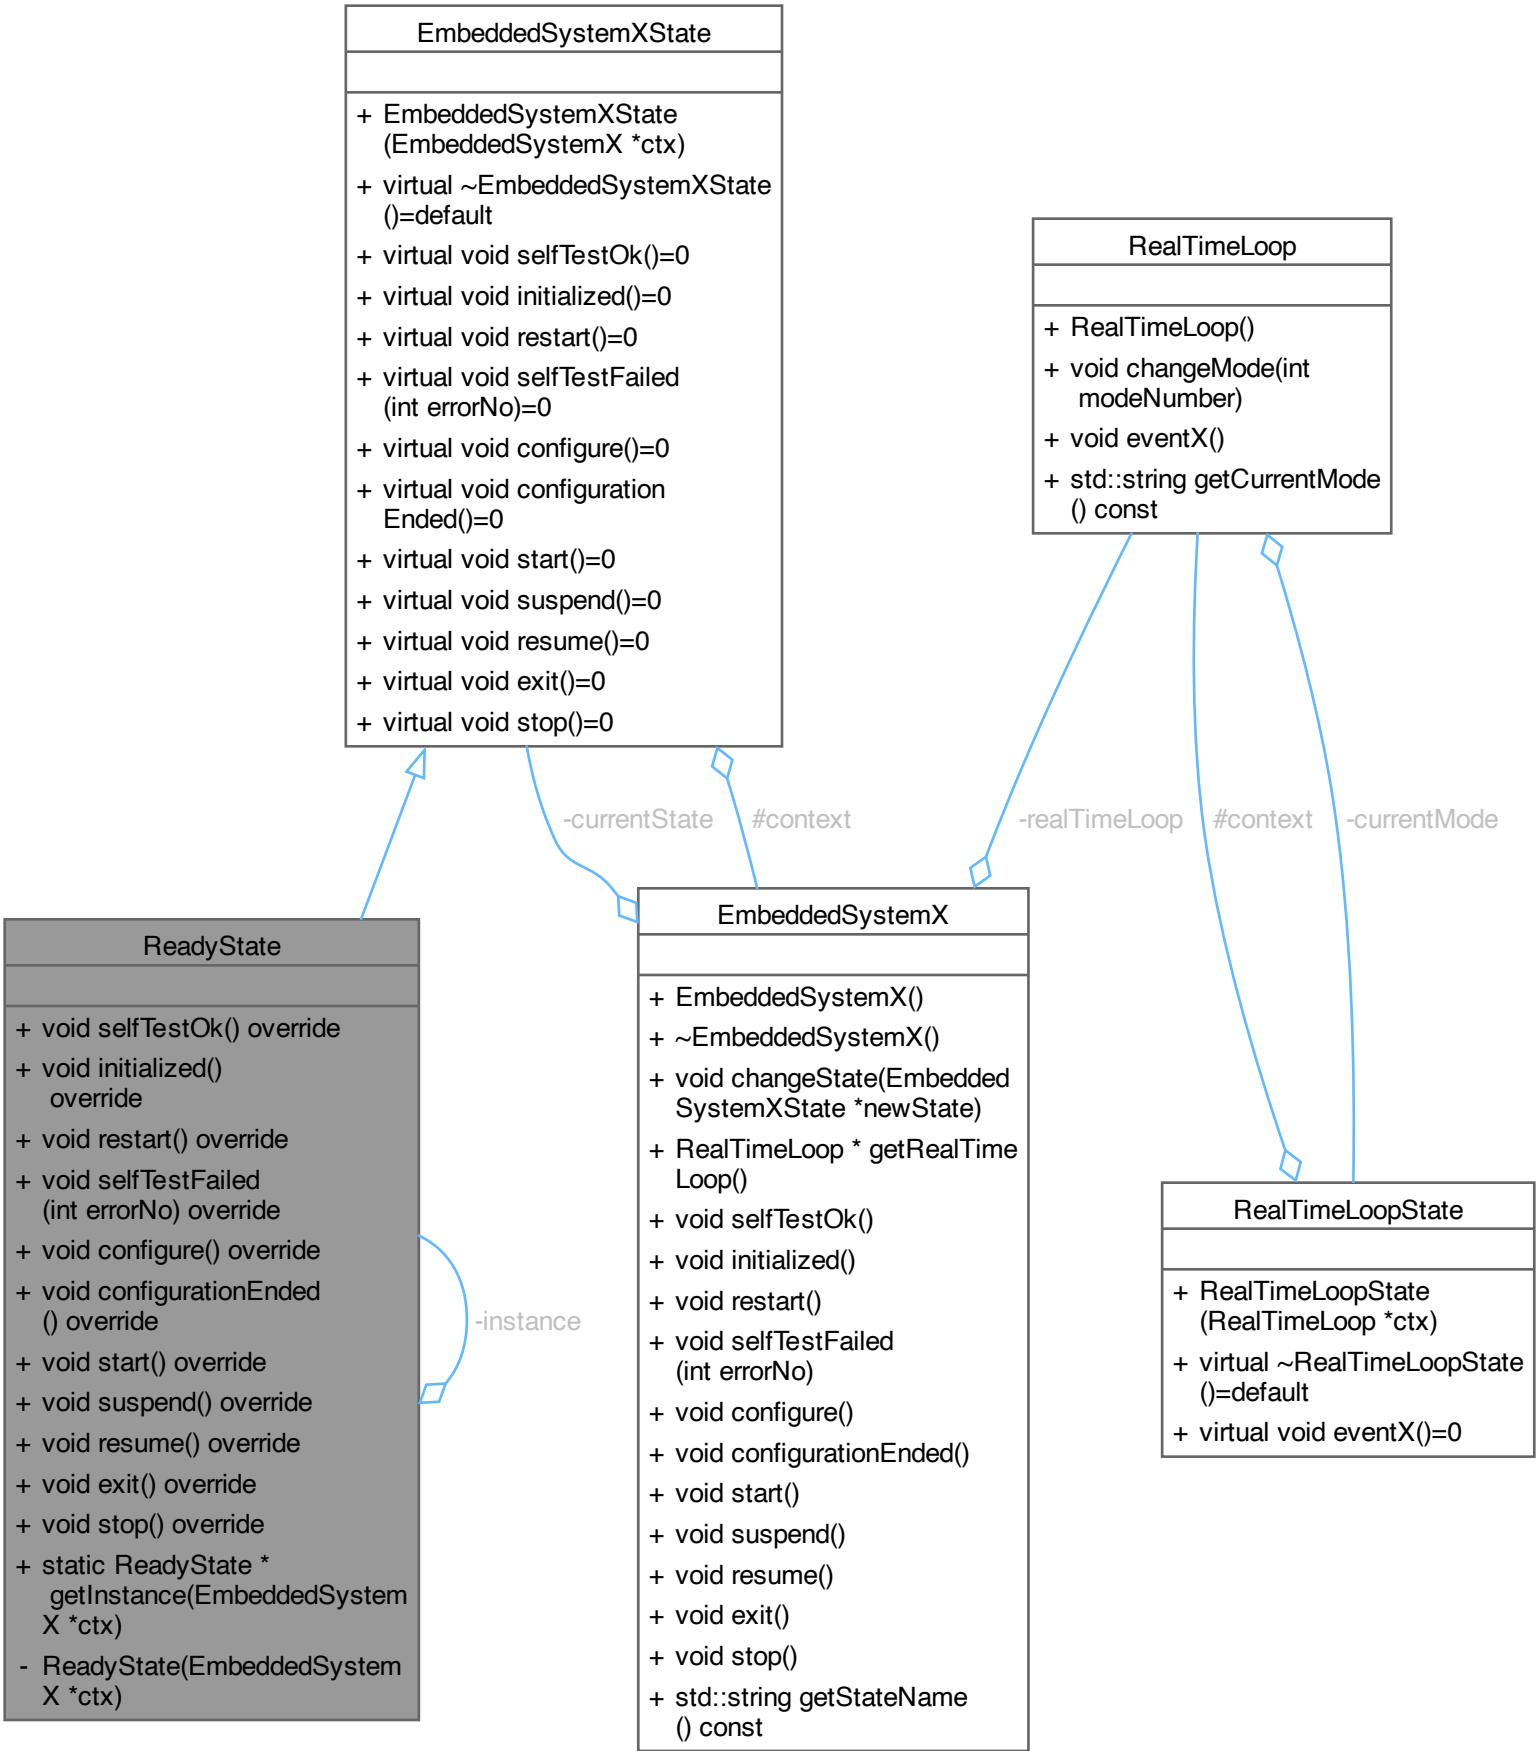 EmbeddedSystemXState
+ EmbeddedSystemXState
(EmbeddedSystemX *ctx)
+ virtual ~EmbeddedSystemXState
()=default
+ virtual void selfTestOk()=0
+ virtual void initialized()=0
+ virtual void restart()=0
+ virtual void selfTestFailed
(int errorNo)=0
+ virtual void configure()=0
+ virtual void configuration
Ended()=0
+ virtual void start()=0
+ virtual void suspend()=0
+ virtual void resume()=0
+ virtual void exit()=0
+ virtual void stop()=0
RealTimeLoop
+ RealTimeLoop()
+ void changeMode(int
modeNumber)
+ void eventX()
+ std::string getCurrentMode
() const
-currentState
#context
-realTimeLoop
#context
-currentMode
ReadyState
+ void selfTestOk() override
+ void initialized()
override
+ void restart() override
+ void selfTestFailed
(int errorNo) override
+ void configure() override
+ void configurationEnded
() override
+ void start() override
+ void suspend() override
+ void resume() override
+ void exit() override
+ void stop() override
+ static ReadyState *
getInstance(EmbeddedSystem
X *ctx)
- ReadyState(EmbeddedSystem
X *ctx)
-instance
EmbeddedSystemX
+ EmbeddedSystemX()
+ ~EmbeddedSystemX()
+ void changeState(Embedded
SystemXState *newState)
+ RealTimeLoop * getRealTime
Loop()
+ void selfTestOk()
+ void initialized()
+ void restart()
+ void selfTestFailed
(int errorNo)
+ void configure()
+ void configurationEnded()
+ void start()
+ void suspend()
+ void resume()
+ void exit()
+ void stop()
+ std::string getStateName
() const
RealTimeLoopState
+ RealTimeLoopState
(RealTimeLoop *ctx)
+ virtual ~RealTimeLoopState
()=default
+ virtual void eventX()=0